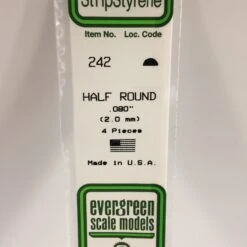 StripStyrene
Item No. Loc. Code
242
HALF ROUND
.080"
(2.0 mm)
4 Pieces
Made in U.S.A.
evergreen
scale models